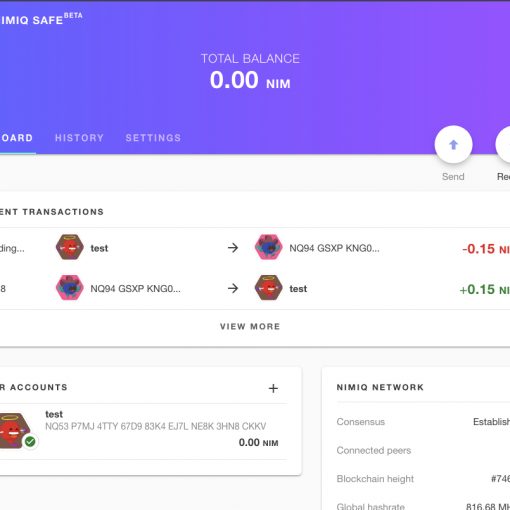 IMIQ SAFE BETA
TOTAL BALANCE
0.00 NIM
OARD HISTORY SETTINGS
Send Re
ENT TRANSACTIONS
ding... test → NQ94 GSXP KNG0... -0.15 NI
8 NQ94 GSXP KNG0... → test +0.15 NI
VIEW MORE
R ACCOUNTS +
test
NQ53 P7MJ 4TTY 67D9 83K4 EJ7L NE8K 3HN8 CKKV
0.00 NIM
NIMIQ NETWORK
Consensus Establish
Connected peers
Blockchain height #746
Global hashrate 816.68 MH